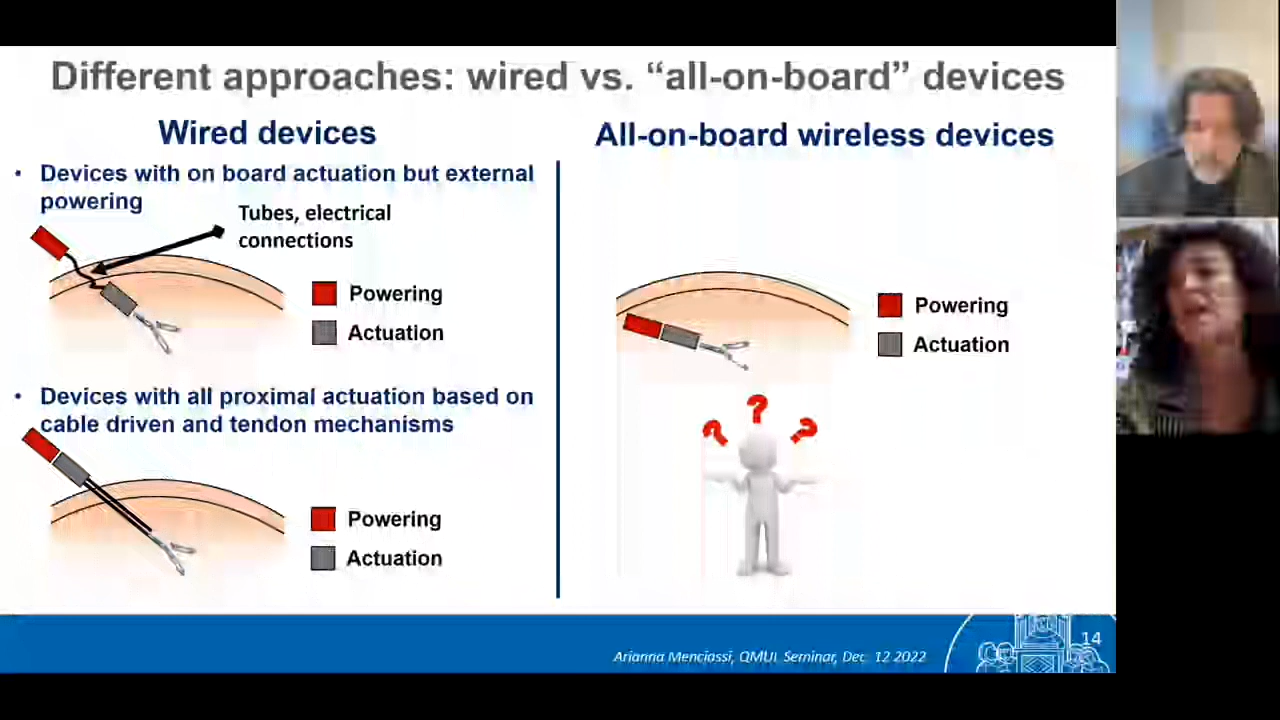 Different approaches: wired vs. “all-on-board” devices
Wired devices
• Devices with on board actuation but external
powering
Tubes, electrical
connections
Powering
Actuation
• Devices with all proximal actuation based on
cable driven and tendon mechanisms
Powering
Actuation
All-on-board wireless devices
Powering
Actuation
? ? ?
Arianna Menciassi, QMUL Seminar, Dec. 12 2022
14